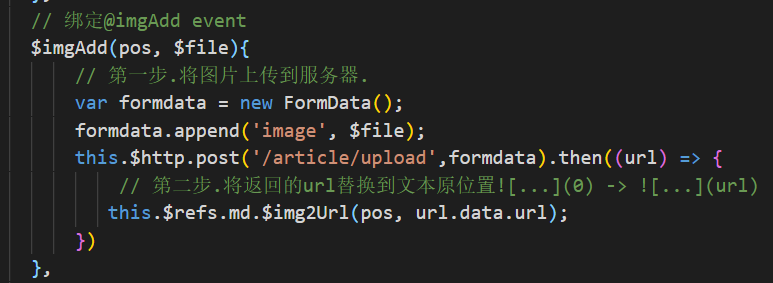 // 绑定@imgAdd event
$imgAdd(pos, $file){
// 第一步.将图片上传到服务器.
var formdata = new FormData();
formdata.append('image', $file);
this.$http.post('/article/upload',formdata).then((url) => {
// 第二步.将返回的url替换到文本原位置![...](0) -> ![...](url)
this.$refs.md.$img2Url(pos, url.data.url);
})
},